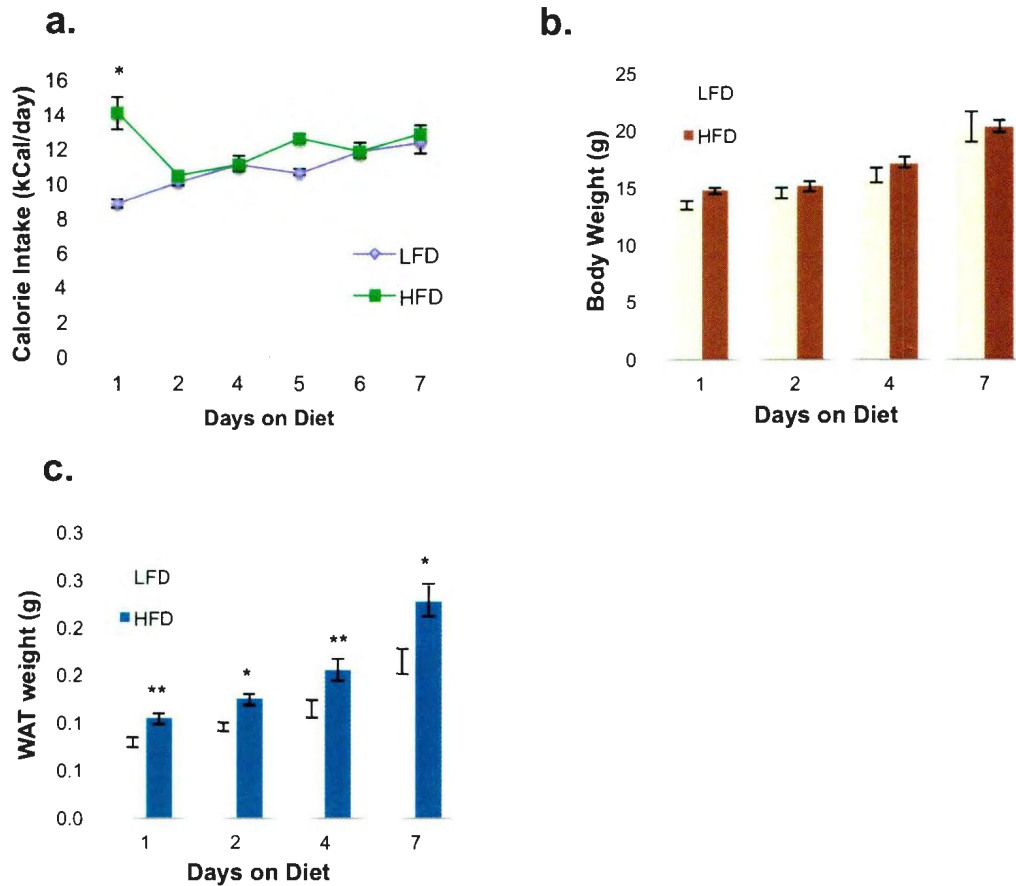 a.
*
Calorie Intake (kCal/day)
16
14
12
10
8
6
4
2
0
LFD
HFD
1 2 4 5 6 7
Days on Diet
b.
Body Weight (g)
25
20
15
10
5
0
LFD
HFD
1 2 4 7
Days on Diet
c.
WAT weight (g)
0.3
0.3
0.2
0.2
0.1
0.1
0.0
LFD
HFD
** * ** *
1 2 4 7
Days on Diet